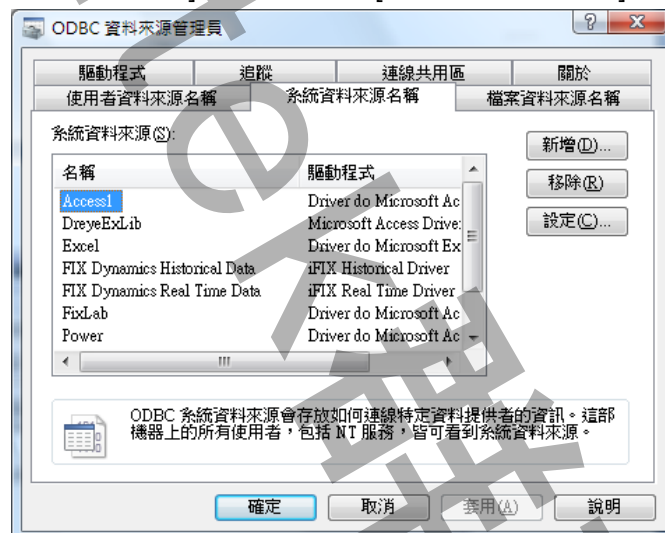 ODBC 資料來源管理員
驅動程式 追蹤 連線共用區 關於
使用者資料來源名稱 系統資料來源名稱 檔案資料來源名稱
系統資料來源(S):
名稱 驅動程式
Access1 Driver do Microsoft Ac
DreyeExLib Microsoft Access Drive
Excel Driver do Microsoft Ex
FIX Dynamics Historical Data iFIX Historical Driver
FIX Dynamics Real Time Data iFIX Real Time Driver
FixLab Driver do Microsoft Ac
Power Driver do Microsoft Ac
新增(D)...
移除(R)
設定(C)...
ODBC 系統資料來源會存放如何連線特定資料提供者的資訊。這部
機器上的所有使用者，包括 NT 服務，皆可看到系統資料來源。
確定 取消 套用(A) 說明